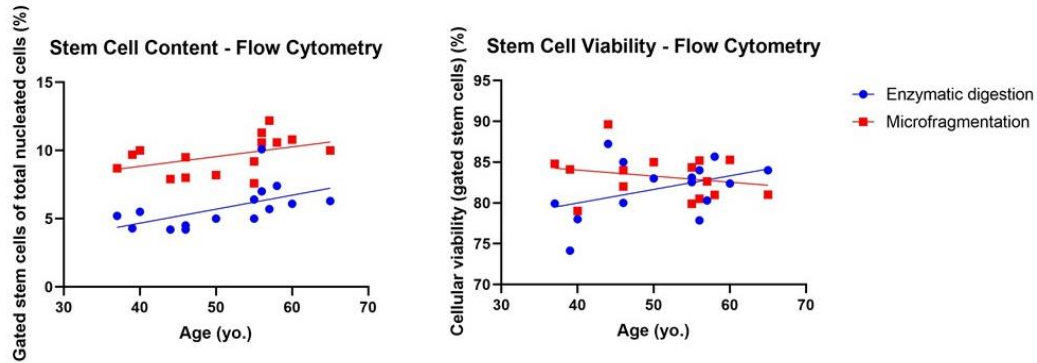 Stem Cell Content - Flow Cytometry
Gated stem cells of total nucleated cells (%)
15
10
5
0
30 40 50 60 70
Age (yo.)
Stem Cell Viability - Flow Cytometry
Cellular viability (gated stem cells) (%)
95
90
85
80
75
70
30 40 50 60 70
Age (yo.)
Enzymatic digestion
Microfragmentation